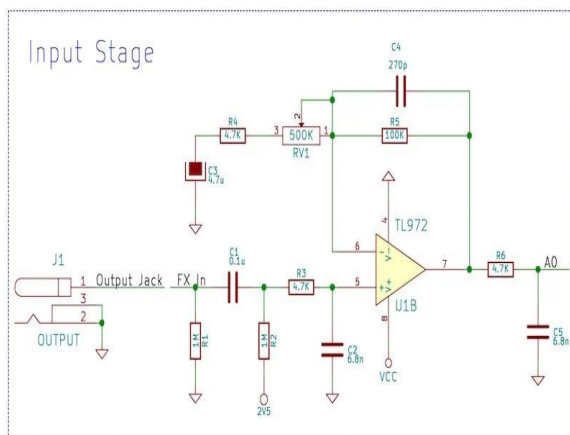 Input Stage
C4
270p
R4
4.7K
3
500K
2
1
RV1
R5
100K
C3
4.7u
4
TL972
6
V-
7
R6
4.7K
AO
J1
1
Output Jack
FX In
C1
0.1u
R3
4.7K
5
V+
U1B
3
2
OUTPUT
1M
R1
1M
R2
C2
6.8n
8
VCC
C5
6.8n
2V5